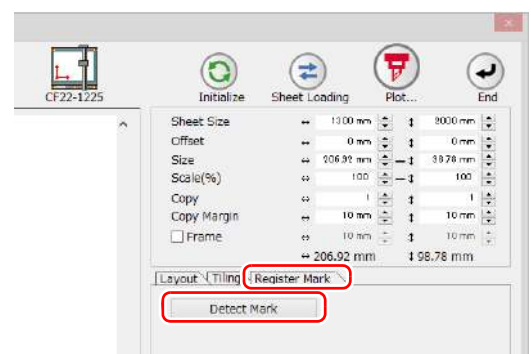 CF22-1225
Initialize
Sheet Loading
Plot...
End
Sheet Size ↔ 1300 mm ↕ 3000 mm
Offset ↔ 0 mm ↕ 0 mm
Size ↔ 206.92 mm ↕ 98.78 mm
Scale(%) ↔ 100 ↕ 100
Copy ↔ 1 ↕ 1
Copy Margin ↔ 10 mm ↕ 10 mm
Frame ↔ 10 mm ↕ 10 mm
↔ 206.92 mm ↕ 98.78 mm
Layout Tiling Register Mark
Detect Mark